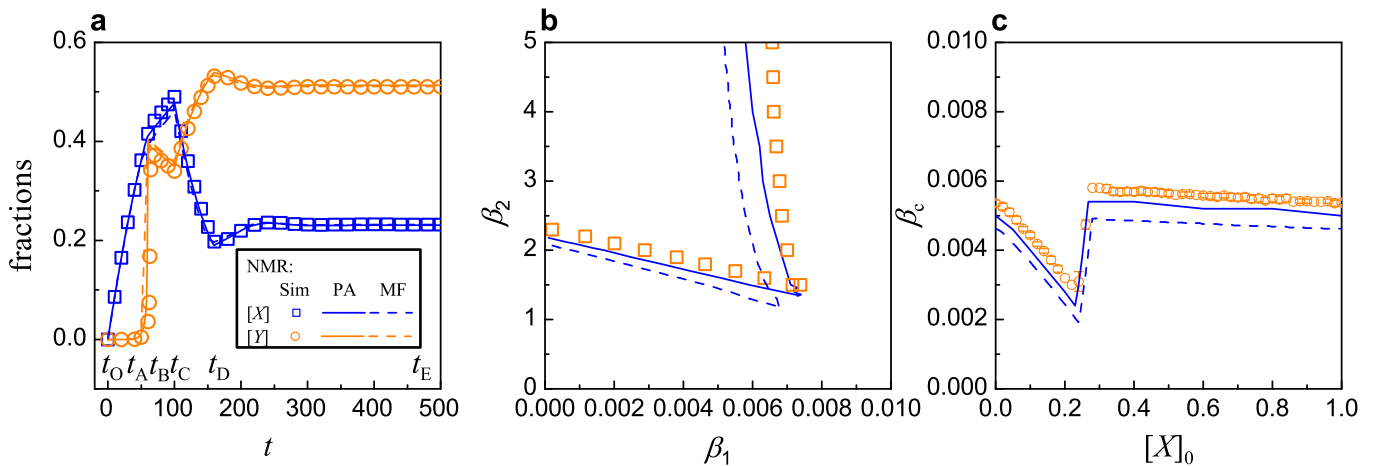 a
0.6
0.4
0.2
0.0
fractions
NMR:
Sim PA MF
[X]
[Y]
t_O t_A t_B t_C t_D t_E
0 100 200 300 400 500
t
b
5
4
3
2
1
0
β_2
0.000 0.002 0.004 0.006 0.008 0.010
β_1
c
0.010
0.008
0.006
0.004
0.002
0.000
β_c
0.0 0.2 0.4 0.6 0.8 1.0
[X]_0